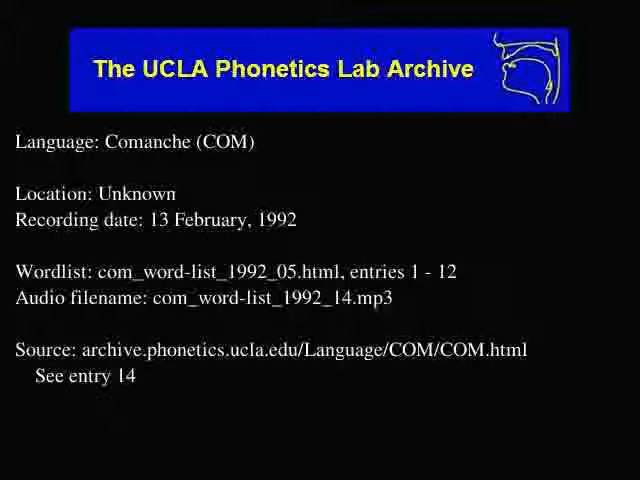 The UCLA Phonetics Lab Archive
Language: Comanche (COM)
Location: Unknown
Recording date: 13 February, 1992
Wordlist: com_word-list_1992_05.html, entries 1 - 12
Audio filename: com_word-list_1992_14.mp3
Source: archive.phonetics.ucla.edu/Language/COM/COM.html
See entry 14